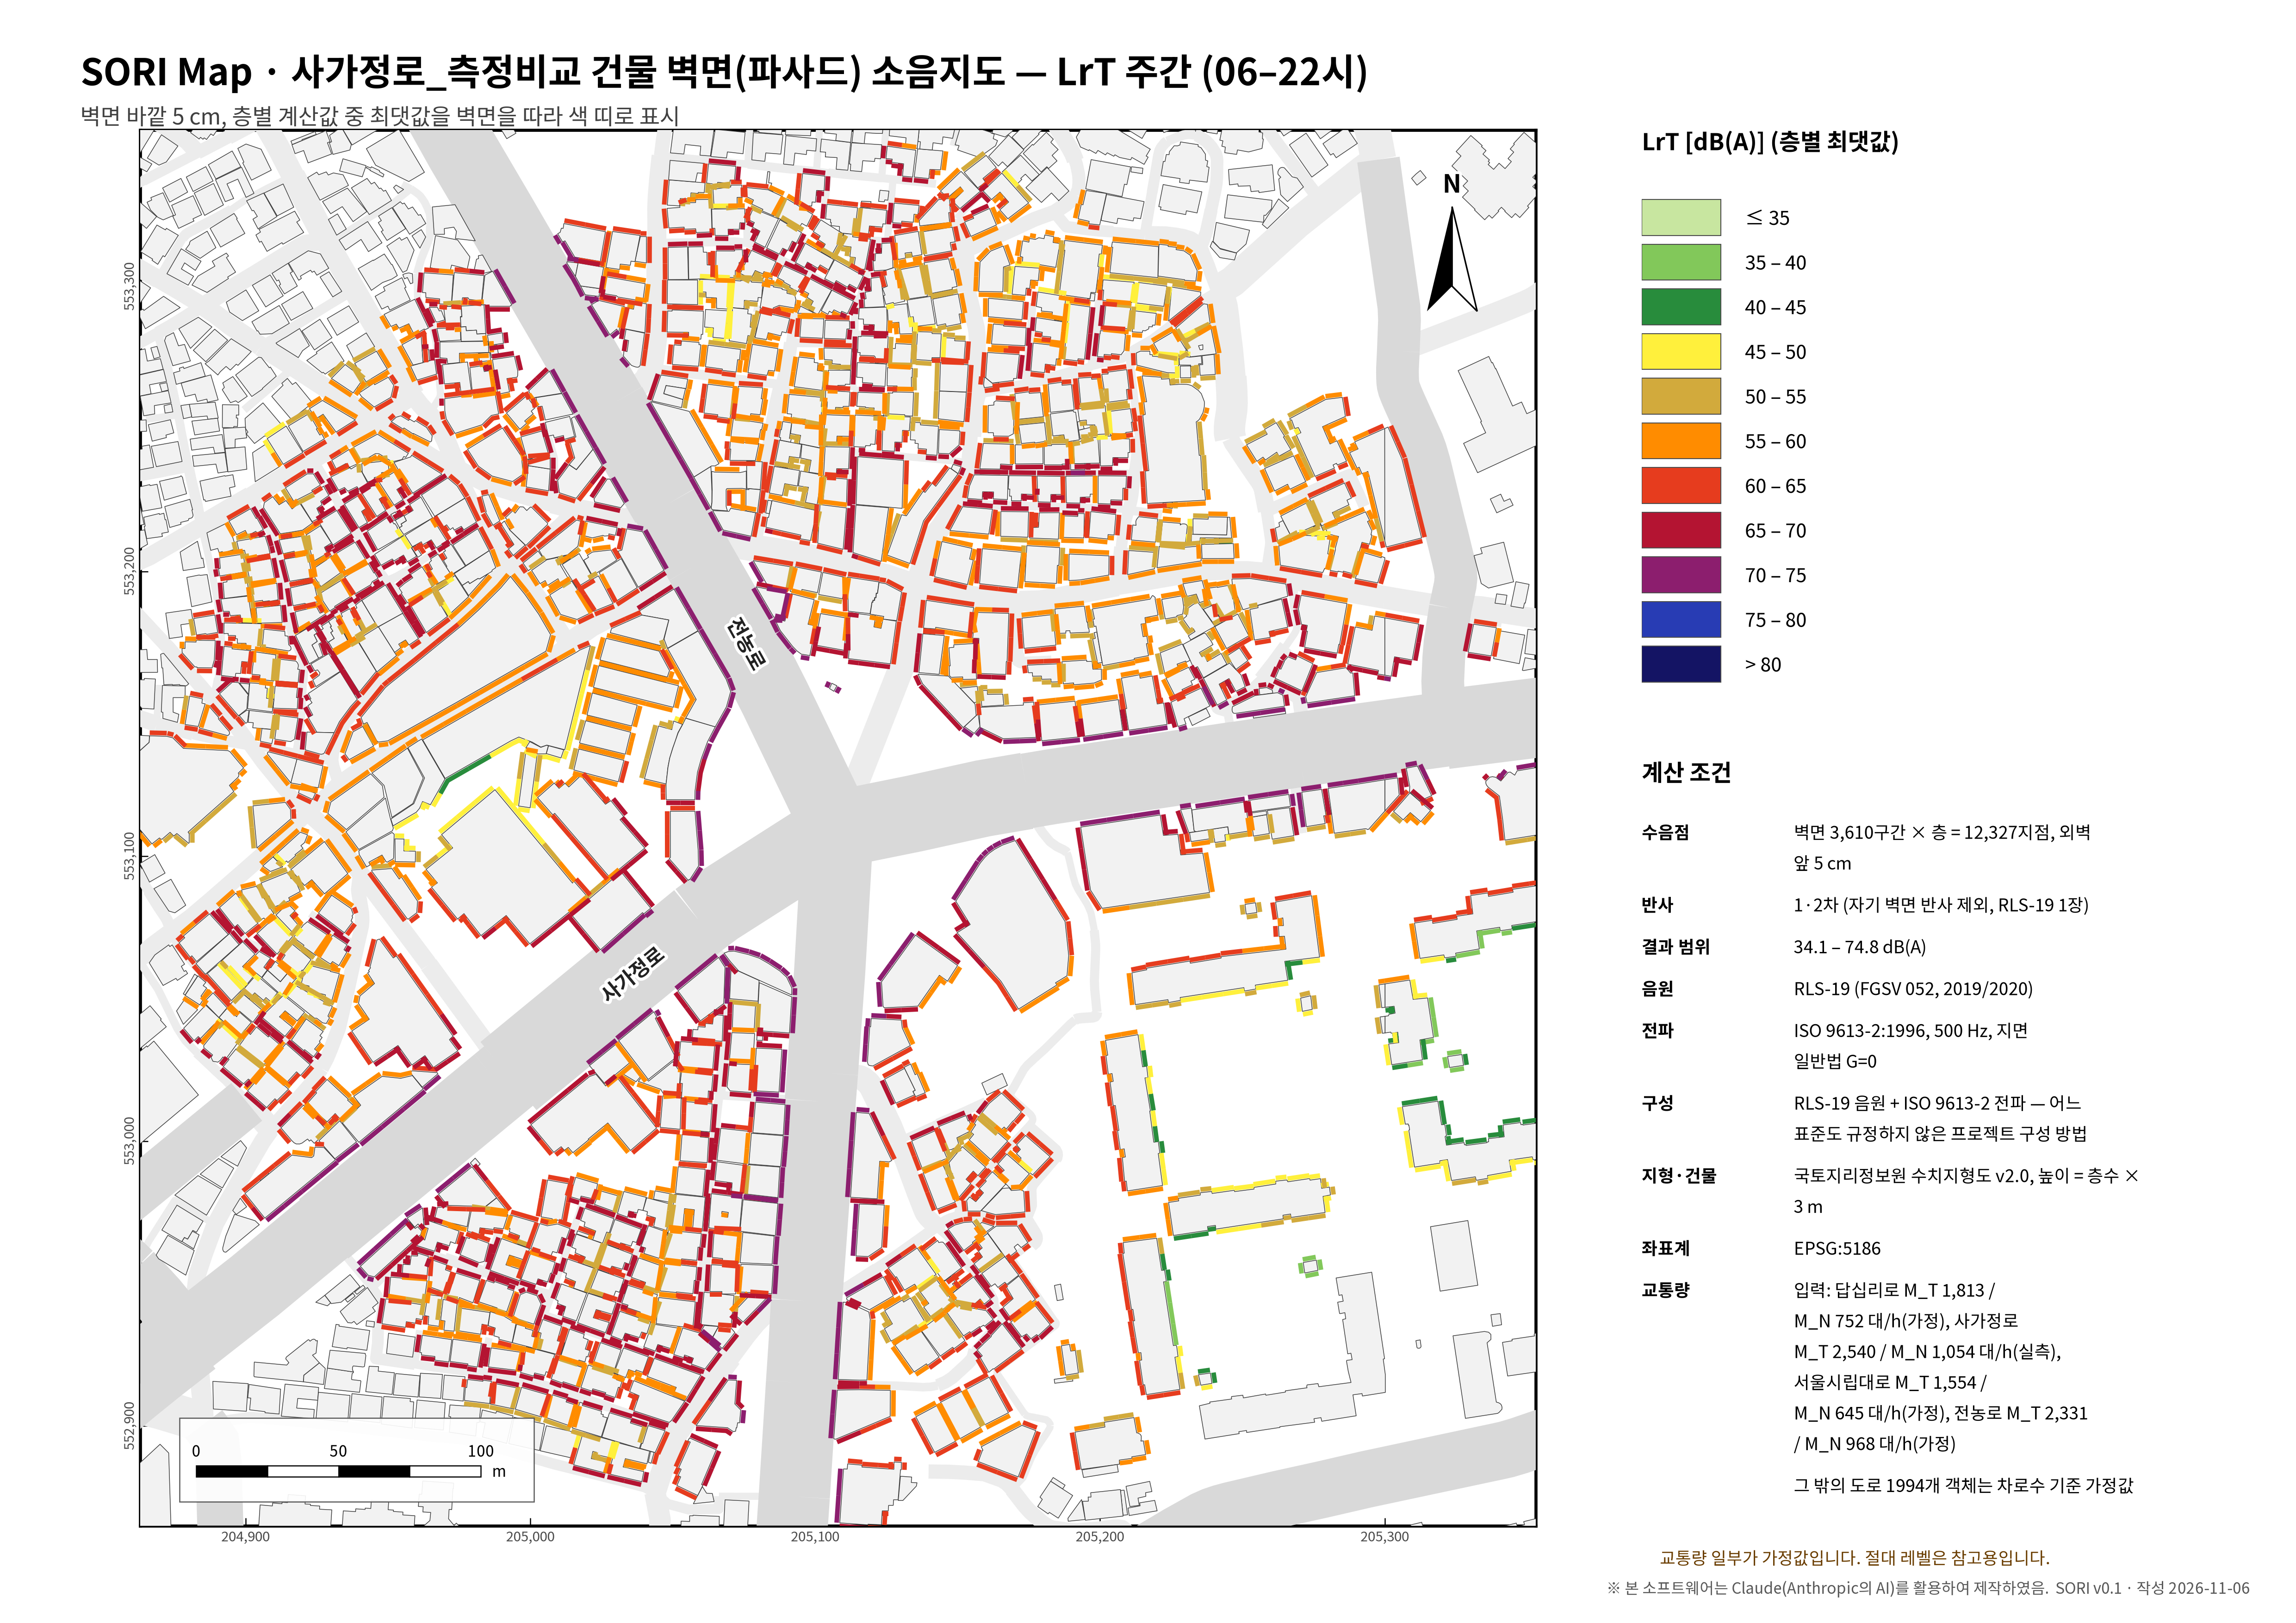 SORI Map · 사가정로_측정비교 건물 벽면(파사드) 소음지도 — LrT 주간 (06–22시)
벽면 바깥 5 cm, 층별 계산값 중 최댓값을 벽면을 따라 색 띠로 표시
N
전농로
사가정로
553,300
553,200
553,100
553,000
552,900
204,900
205,000
205,100
205,200
205,300
0 50 100
m
LrT [dB(A)] (층별 최댓값)
≤ 35
35 – 40
40 – 45
45 – 50
50 – 55
55 – 60
60 – 65
65 – 70
70 – 75
75 – 80
> 80
계산 조건
수음점 벽면 3,610구간 × 층 = 12,327지점, 외벽
앞 5 cm
반사 1·2차 (자기 벽면 반사 제외, RLS-19 1장)
결과 범위 34.1 – 74.8 dB(A)
음원 RLS-19 (FGSV 052, 2019/2020)
전파 ISO 9613-2:1996, 500 Hz, 지면
일반법 G=0
구성 RLS-19 음원 + ISO 9613-2 전파 — 어느
표준도 규정하지 않은 프로젝트 구성 방법
지형·건물 국토지리정보원 수치지형도 v2.0, 높이 = 층수 ×
3 m
좌표계 EPSG:5186
교통량 입력: 답십리로 M_T 1,813 /
M_N 752 대/h(가정), 사가정로
M_T 2,540 / M_N 1,054 대/h(실측),
서울시립대로 M_T 1,554 /
M_N 645 대/h(가정), 전농로 M_T 2,331
/ M_N 968 대/h(가정)
그 밖의 도로 1994개 객체는 차로수 기준 가정값
교통량 일부가 가정값입니다. 절대 레벨은 참고용입니다.
※ 본 소프트웨어는 Claude(Anthropic의 AI)를 활용하여 제작하였음. SORI v0.1 · 작성 2026-11-06